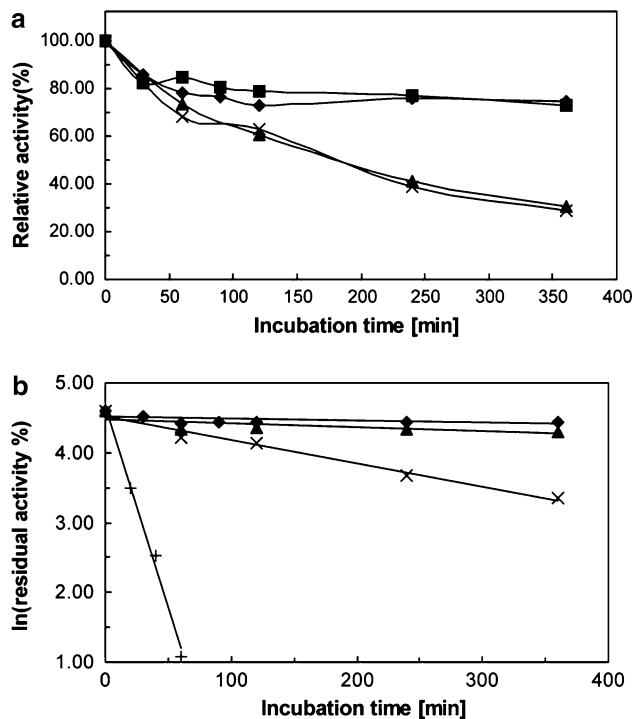 a
100.00
80.00
60.00
40.00
20.00
0.00
Relative activity(%)
0 50 100 150 200 250 300 350 400
Incubation time [min]
b
5.00
4.00
3.00
2.00
1.00
ln(residual activity %)
0 100 200 300 400
Incubation time [min]